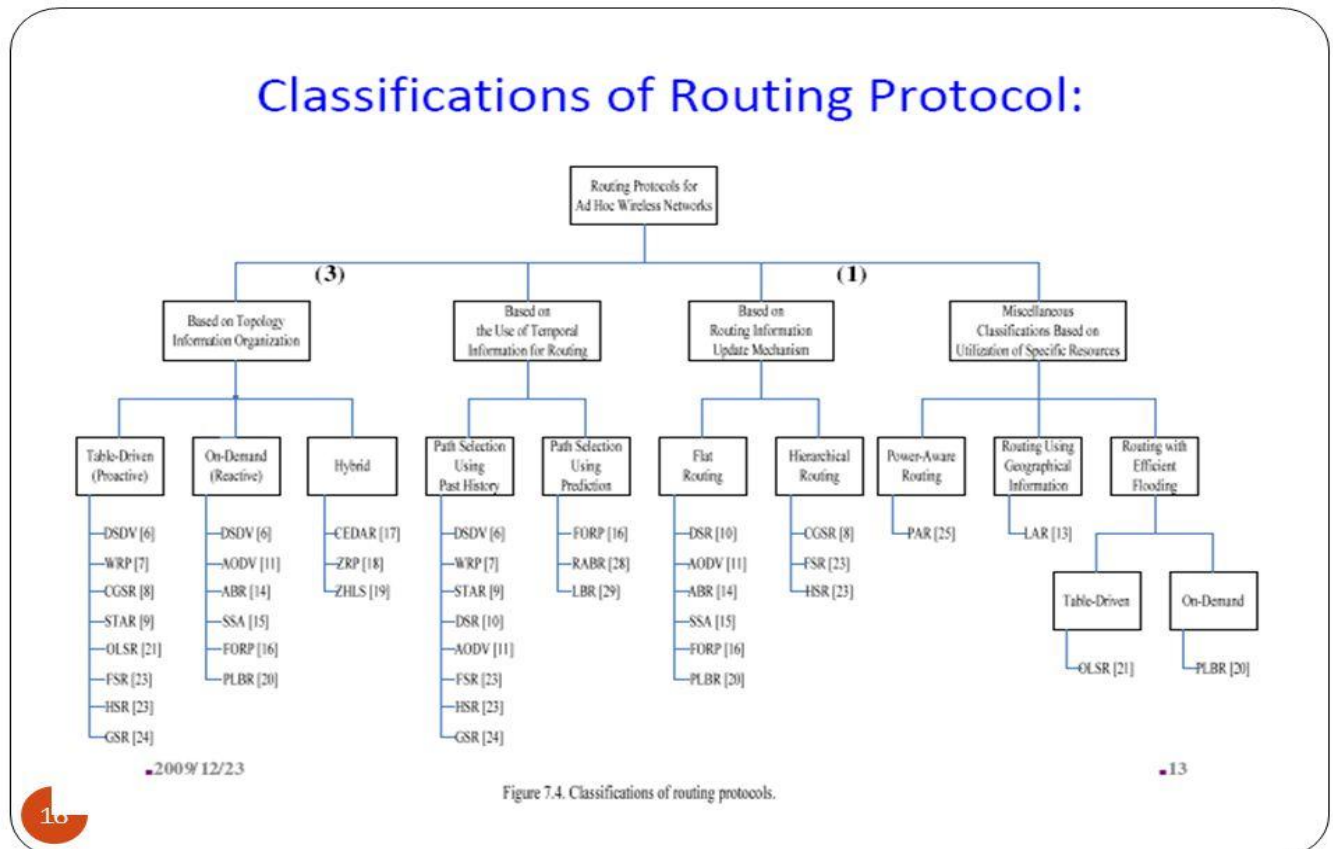 Classifications of Routing Protocol:
Routing Protocols for
Ad Hoc Wireless Networks
(3)
(1)
Based on Topology
Information Organization
Based on
the Use of Temporal
Information for Routing
Based on
Routing Information
Update Mechanism
Miscellaneous
Classifications Based on
Utilization of Specific Resources
Table-Driven
(Proactive)
On-Demand
(Reactive)
Hybrid
Path Selection
Using
Past History
Path Selection
Using
Prediction
Flat
Routing
Hierarchical
Routing
Power-Aware
Routing
Routing Using
Geographical
Information
Routing with
Efficient
Flooding
DSDV [6]
WRP [7]
CGSR [8]
STAR [9]
OLSR [21]
FSR [23]
HSR [23]
GSR [24]
DSDV [6]
AODV [11]
ABR [14]
SSA [15]
FORP [16]
PLBR [20]
CEDAR [17]
ZRP [18]
ZHLS [19]
DSDV [6]
WRP [7]
STAR [9]
DSR [10]
AODV [11]
FSR [23]
HSR [23]
GSR [24]
FORP [16]
RABR [28]
LBR [29]
DSR [10]
AODV [11]
ABR [14]
SSA [15]
FORP [16]
PLBR [20]
CGSR [8]
FSR [23]
HSR [23]
PAR [25]
LAR [13]
Table-Driven
On-Demand
OLSR [21]
PLBR [20]
2009/12/23
13
Figure 7.4. Classifications of routing protocols.